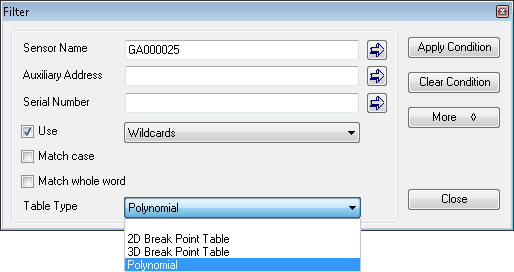 Filter
Sensor Name GA000025 Apply Condition
Auxiliary Address Clear Condition
Serial Number
Use Wildcards More
Match case
Match whole word
Table Type Polynomial Close
2D Break Point Table
3D Break Point Table
Polynomial